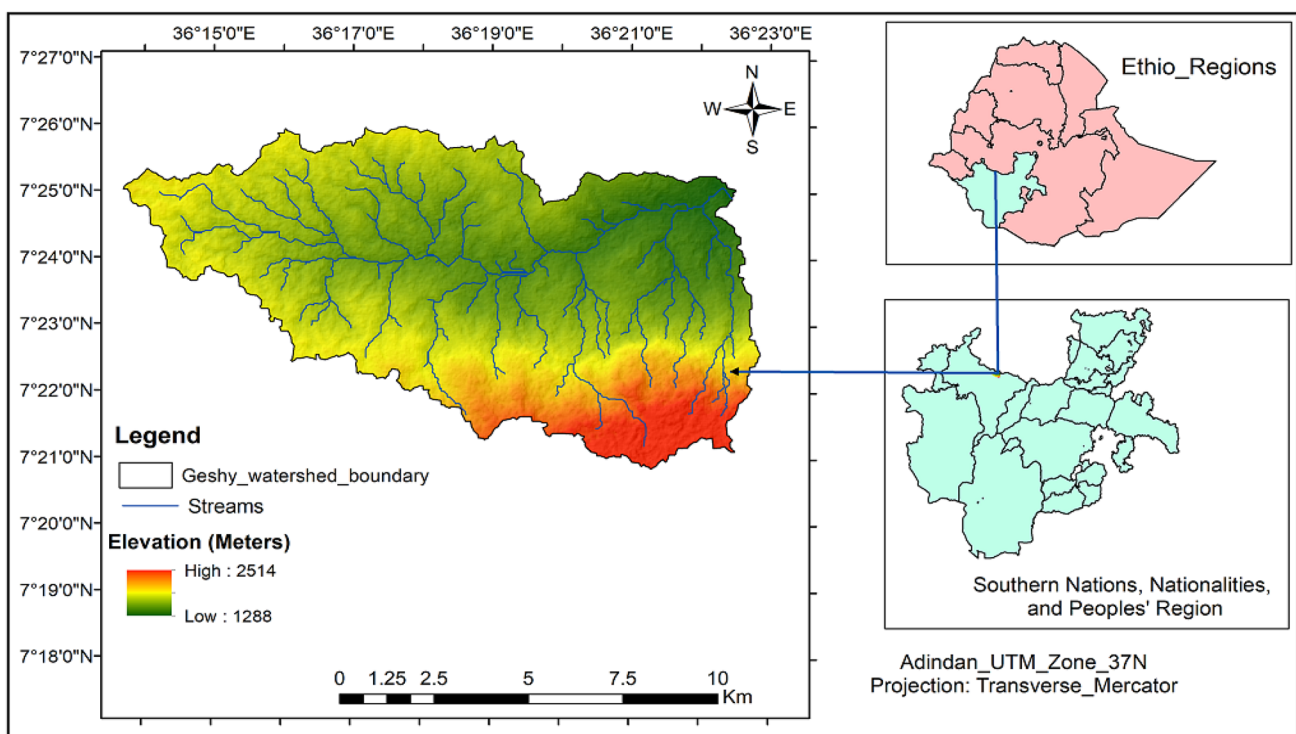 36°15'0"E 36°17'0"E 36°19'0"E 36°21'0"E 36°23'0"E
7°27'0"N
7°26'0"N
7°25'0"N
7°24'0"N
7°23'0"N
7°22'0"N
7°21'0"N
7°20'0"N
7°19'0"N
7°18'0"N
N
W E
S
Legend
Geshy_watershed_boundary
Streams
Elevation (Meters)
High : 2514
Low : 1288
0 1.25 2.5 5 7.5 10
Km
Ethio_Regions
Southern Nations, Nationalities,
and Peoples' Region
Adindan_UTM_Zone_37N
Projection: Transverse_Mercator